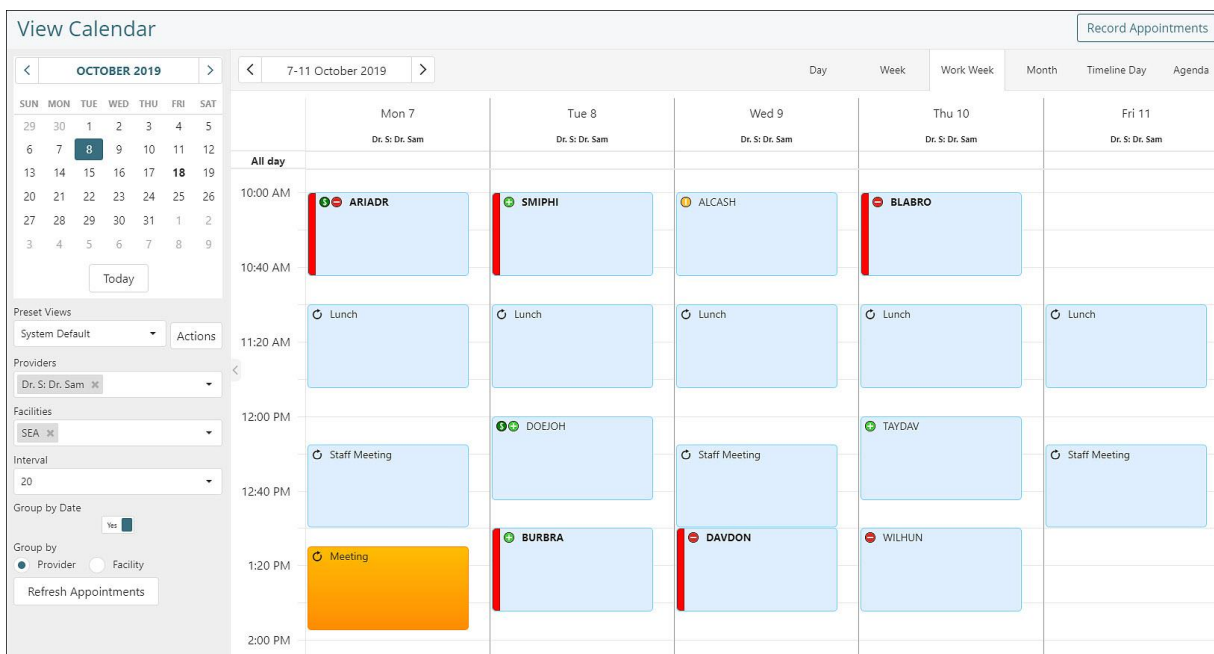 View Calendar
Record Appointments
OCTOBER 2019
SUN MON TUE WED THU FRI SAT
29 30 1 2 3 4 5
6 7 8 9 10 11 12
13 14 15 16 17 18 19
20 21 22 23 24 25 26
27 28 29 30 31 1 2
3 4 5 6 7 8 9
Today
Preset Views
System Default
Actions
Providers
Dr. S: Dr. Sam
Facilities
SEA
Interval
20
Group by Date
Yes
Group by
Provider Facility
Refresh Appointments
7-11 October 2019
Day Week Work Week Month Timeline Day Agenda
Mon 7 Tue 8 Wed 9 Thu 10 Fri 11
Dr. S: Dr. Sam Dr. S: Dr. Sam Dr. S: Dr. Sam Dr. S: Dr. Sam Dr. S: Dr. Sam
All day
10:00 AM
ARIADR SMIPHI ALCASH BLABRO
10:40 AM
Lunch Lunch Lunch Lunch Lunch
11:20 AM
12:00 PM
DOEJOH TAYDAV
Staff Meeting Staff Meeting Staff Meeting
12:40 PM
BURBRA DAVDON WILHUN
Meeting
1:20 PM
2:00 PM